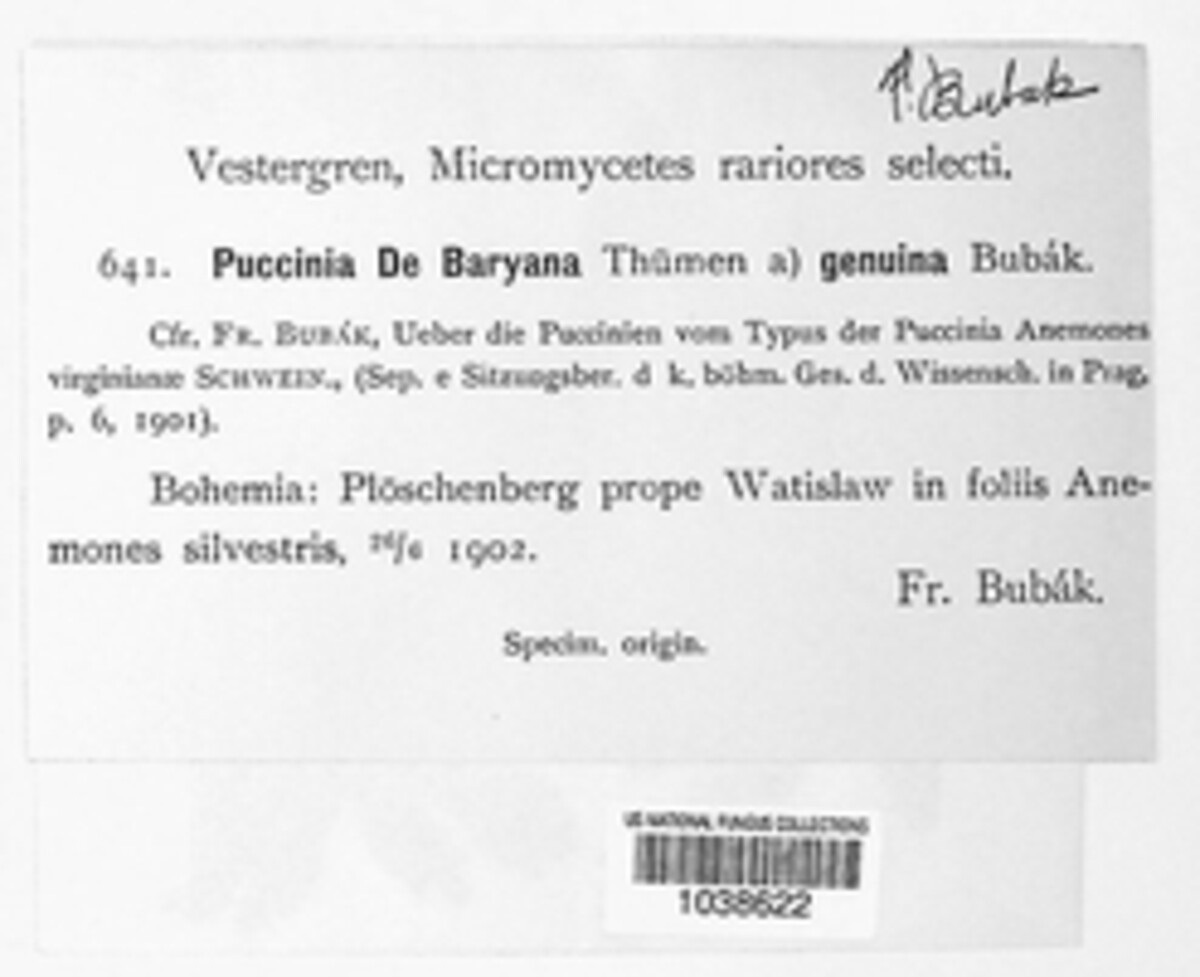 F. Bubak
Vestergren, Micromycetes rariores selecti.
641. Puccinia De Baryana Thümen a) genuina Bubák.
Cfr. FR. BUBÁK, Ueber die Puccinien vom Typus der Puccinia Anemones
virginianæ SCHWEIN., (Sep. e Sitzungsber. d k. böhm. Ges. d. Wissensch. in Prag,
p. 6, 1901).
Bohemia: Plöschenberg prope Watislaw in foliis Ane-
mones silvestris, 26/6 1902.
Fr. Bubák.
Specim. origin.
US NATIONAL FUNGUS COLLECTIONS
1038622